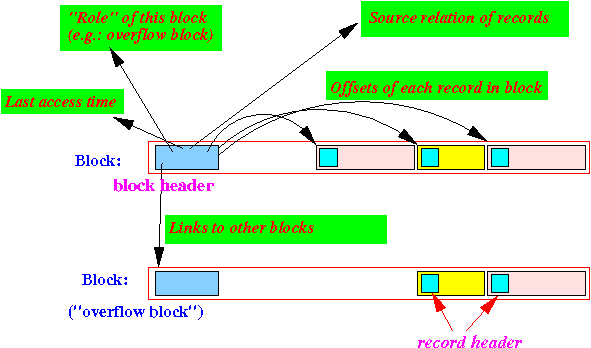 "Role" of this block
(e.g.: overflow block)
Source relation of records
Last access time
Offsets of each record in block
Block:
block header
Links to other blocks
Block:
("overflow block")
record header